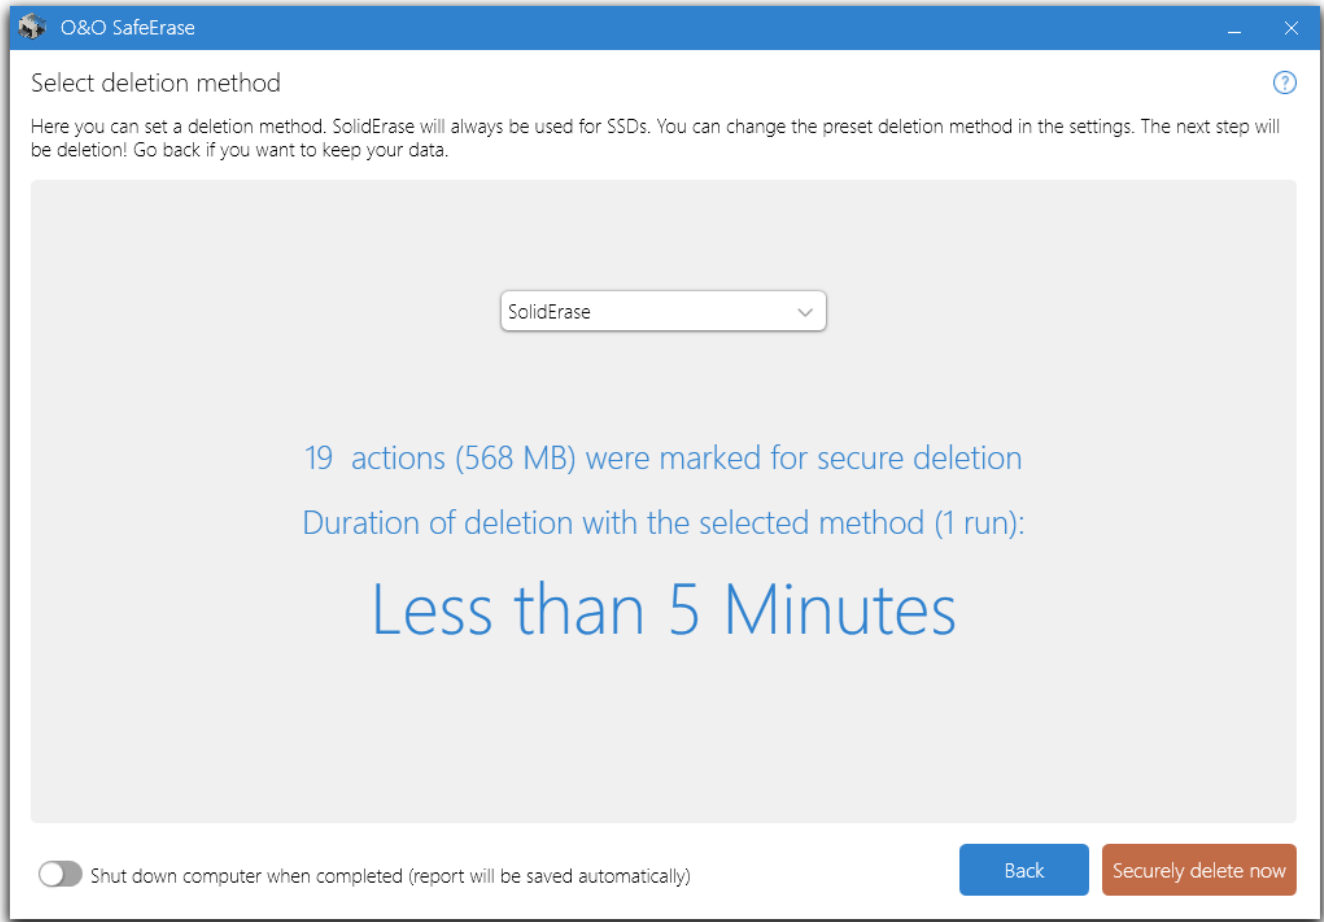 O&O SafeErase
Select deletion method
Here you can set a deletion method. SolidErase will always be used for SSDs. You can change the preset deletion method in the settings. The next step will
be deletion! Go back if you want to keep your data.
SolidErase
19 actions (568 MB) were marked for secure deletion
Duration of deletion with the selected method (1 run):
Less than 5 Minutes
Shut down computer when completed (report will be saved automatically)
Back
Securely delete now